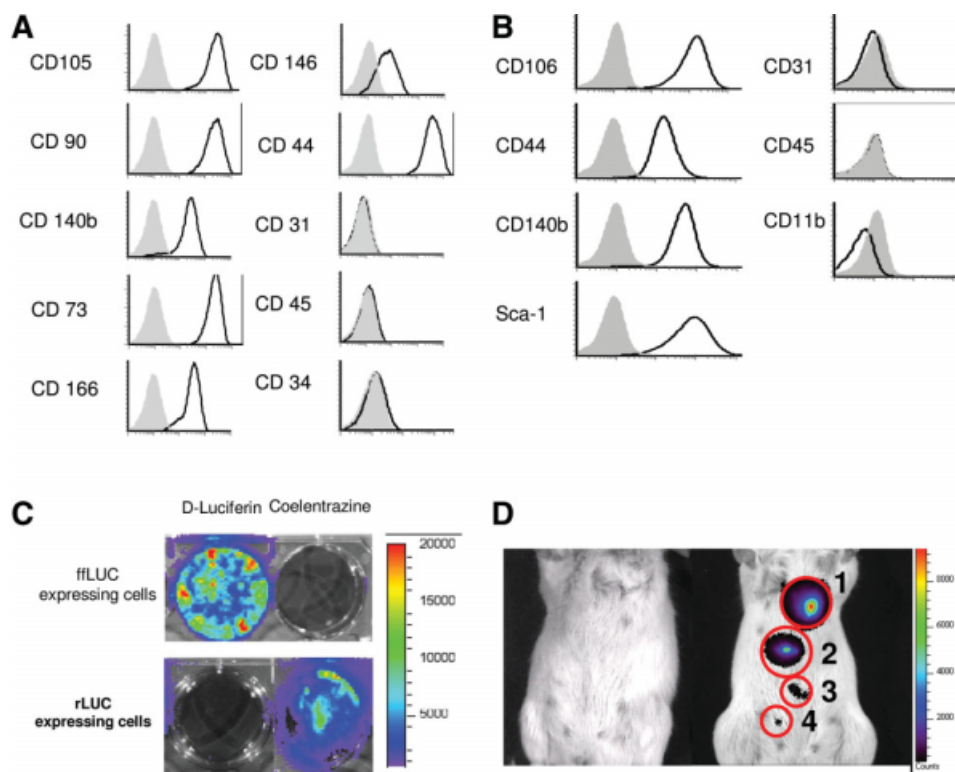 A
CD105
CD 146
CD 90
CD 44
CD 140b
CD 31
CD 73
CD 45
CD 166
CD 34
B
CD106
CD31
CD44
CD45
CD140b
CD11b
Sca-1
C
D-Luciferin Coelentrazine
ffLUC
expressing cells
rLUC
expressing cells
20000
15000
10000
5000
D
1
2
3
4
8000
6000
4000
2000
Counts